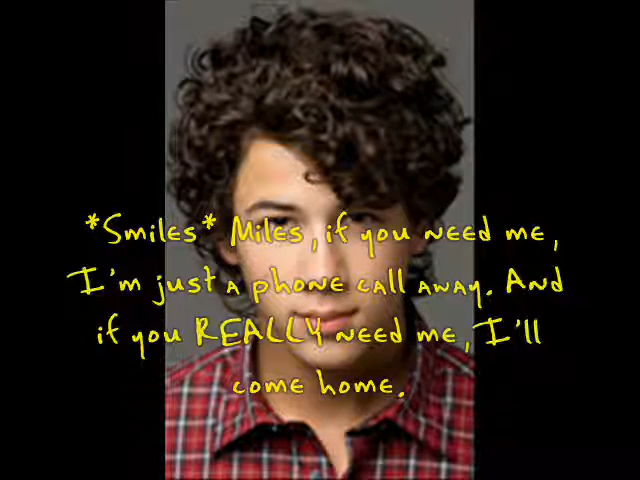 *Smiles* Miles, if you need me,
I'm just a phone call away. And
if you REALLY need me, I'll
come home.